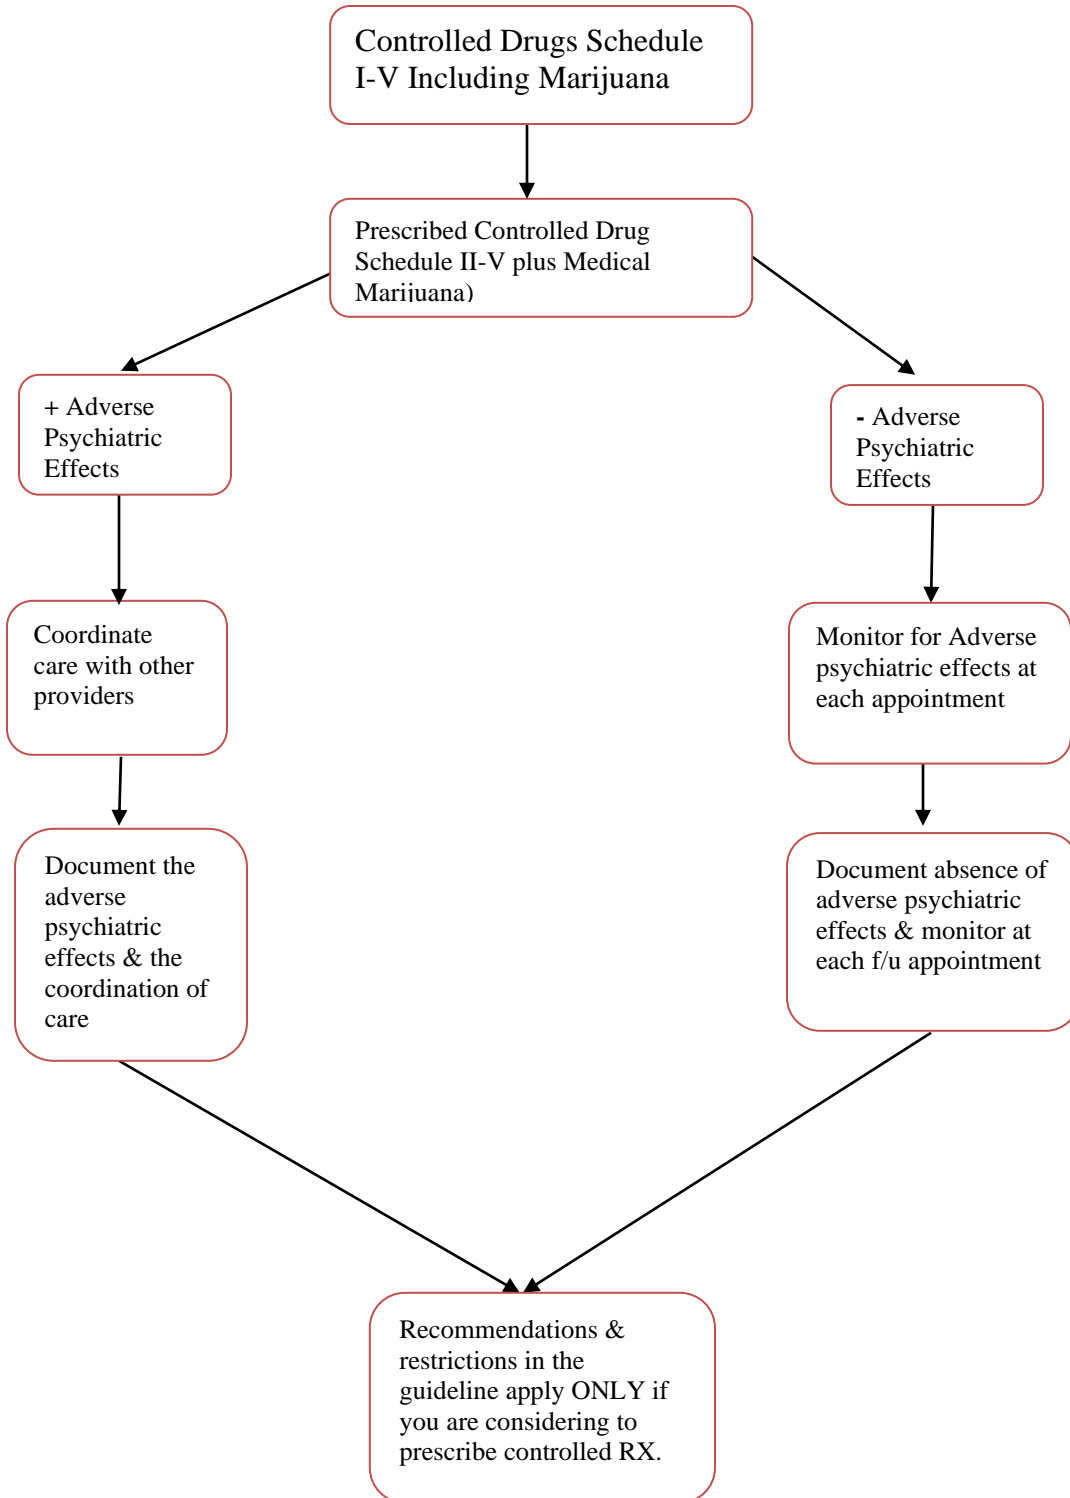 Controlled Drugs Schedule
I-V Including Marijuana
Prescribed Controlled Drug
Schedule II-V plus Medical
Marijuana)
+ Adverse
Psychiatric
Effects
- Adverse
Psychiatric
Effects
Coordinate
care with other
providers
Monitor for Adverse
psychiatric effects at
each appointment
Document the
adverse
psychiatric
effects & the
coordination of
care
Document absence of
adverse psychiatric
effects & monitor at
each f/u appointment
Recommendations &
restrictions in the
guideline apply ONLY if
you are considering to
prescribe controlled RX.